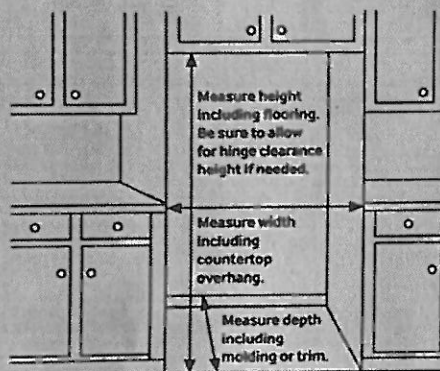 Measure height
including flooring.
Be sure to allow
for hinge clearance
height if needed.
Measure width
including
countertop
overhang.
Measure depth
including
molding or trim.